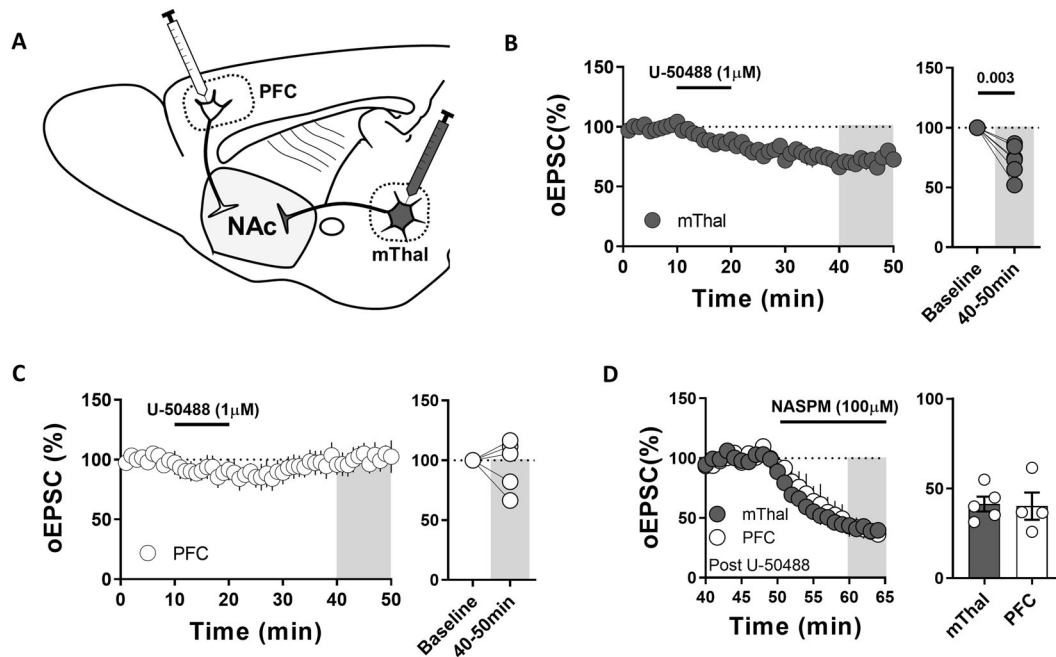 A
PFC
NAc
mThal
B
U-50488 (1μM)
oEPSC(%)
150
100
50
0
mThal
0 10 20 30 40 50
Time (min)
0.003
150
100
50
0
Baseline
40-50min
C
U-50488 (1μM)
oEPSC (%)
150
100
50
0
PFC
0 10 20 30 40 50
Time (min)
150
100
50
0
Baseline
40-50min
D
NASPM (100μM)
oEPSC (%)
150
100
50
0
mThal
PFC
Post U-50488
40 45 50 55 60 65
Time (min)
100
50
0
mThal
PFC